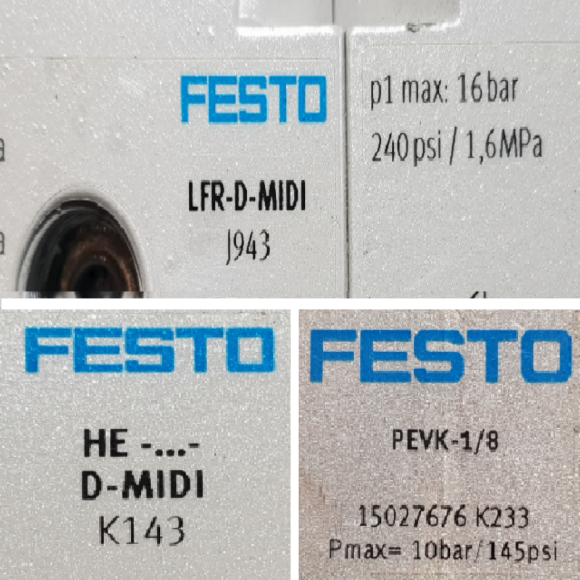 FESTO
LFR-D-MIDI
J943
p1 max: 16 bar
240 psi / 1,6MPa
a
a
FESTO
HE -...-
D-MIDI
K143
FESTO
PEVK-1/8
15027676 K233
Pmax= 10bar/145psi